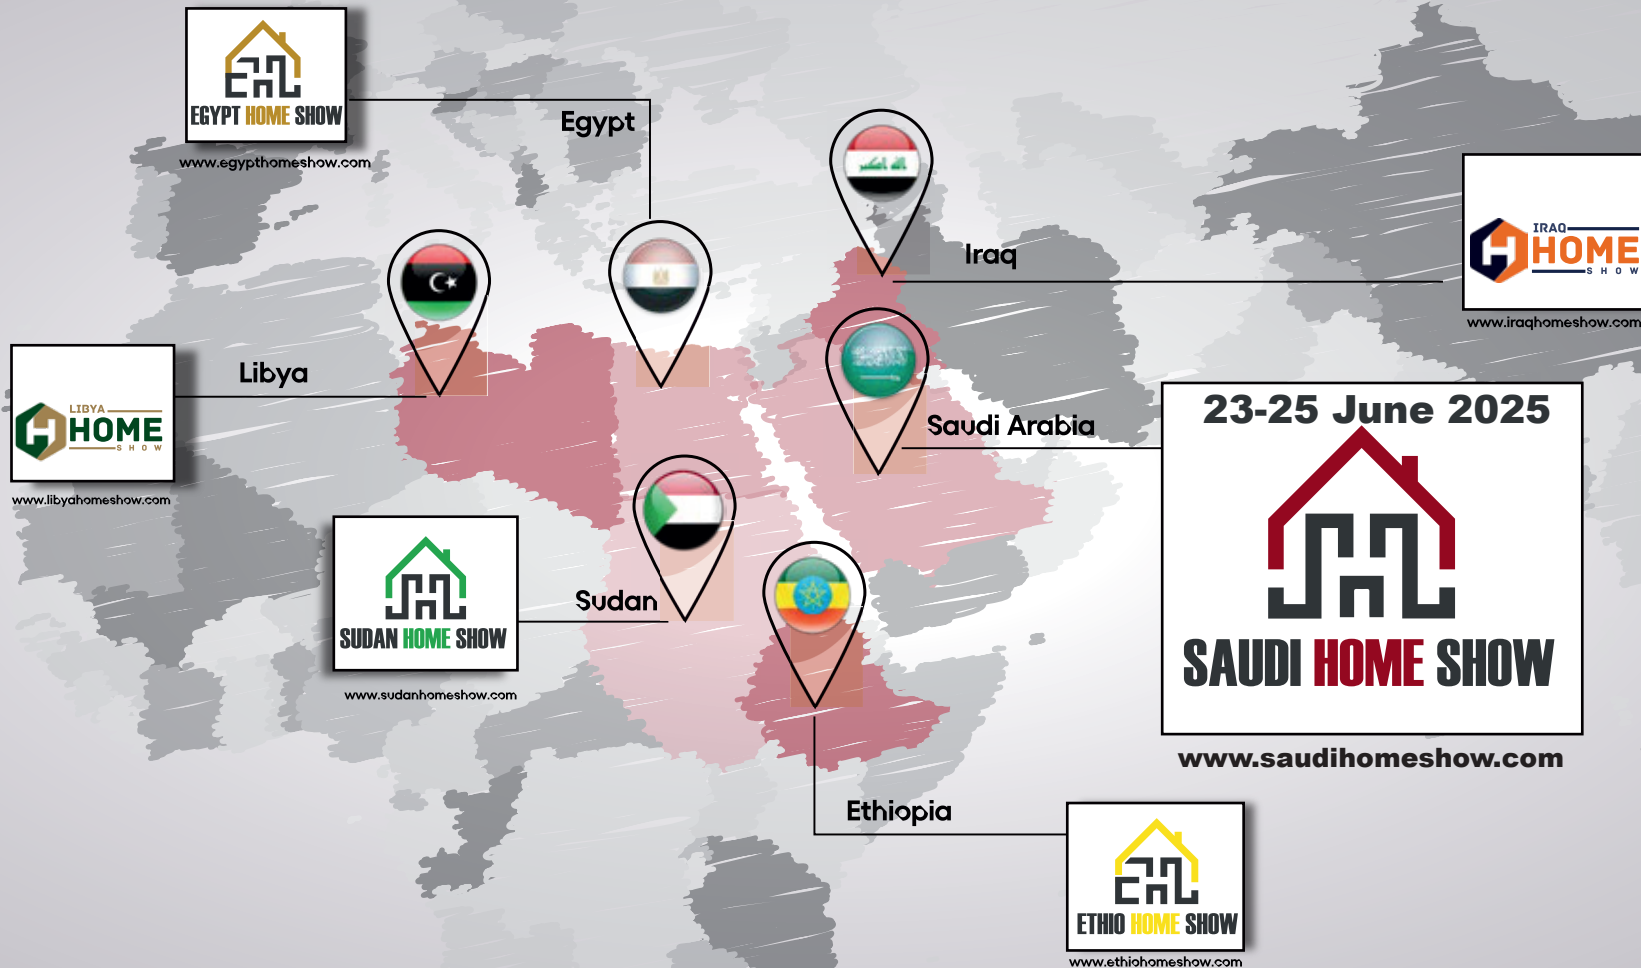 EGYPT HOME SHOW
www.egypthomeshow.com
Egypt
Iraq
IRAQ
HOME
SHOW
www.iraqhomeshow.com
Libya
LIBYA
HOME
SHOW
www.libyahomeshow.com
Saudi Arabia
23-25 June 2025
SAUDI HOME SHOW
www.saudihomeshow.com
Sudan
SUDAN HOME SHOW
www.sudanhomeshow.com
Ethiopia
ETHIO HOME SHOW
www.ethiohomeshow.com